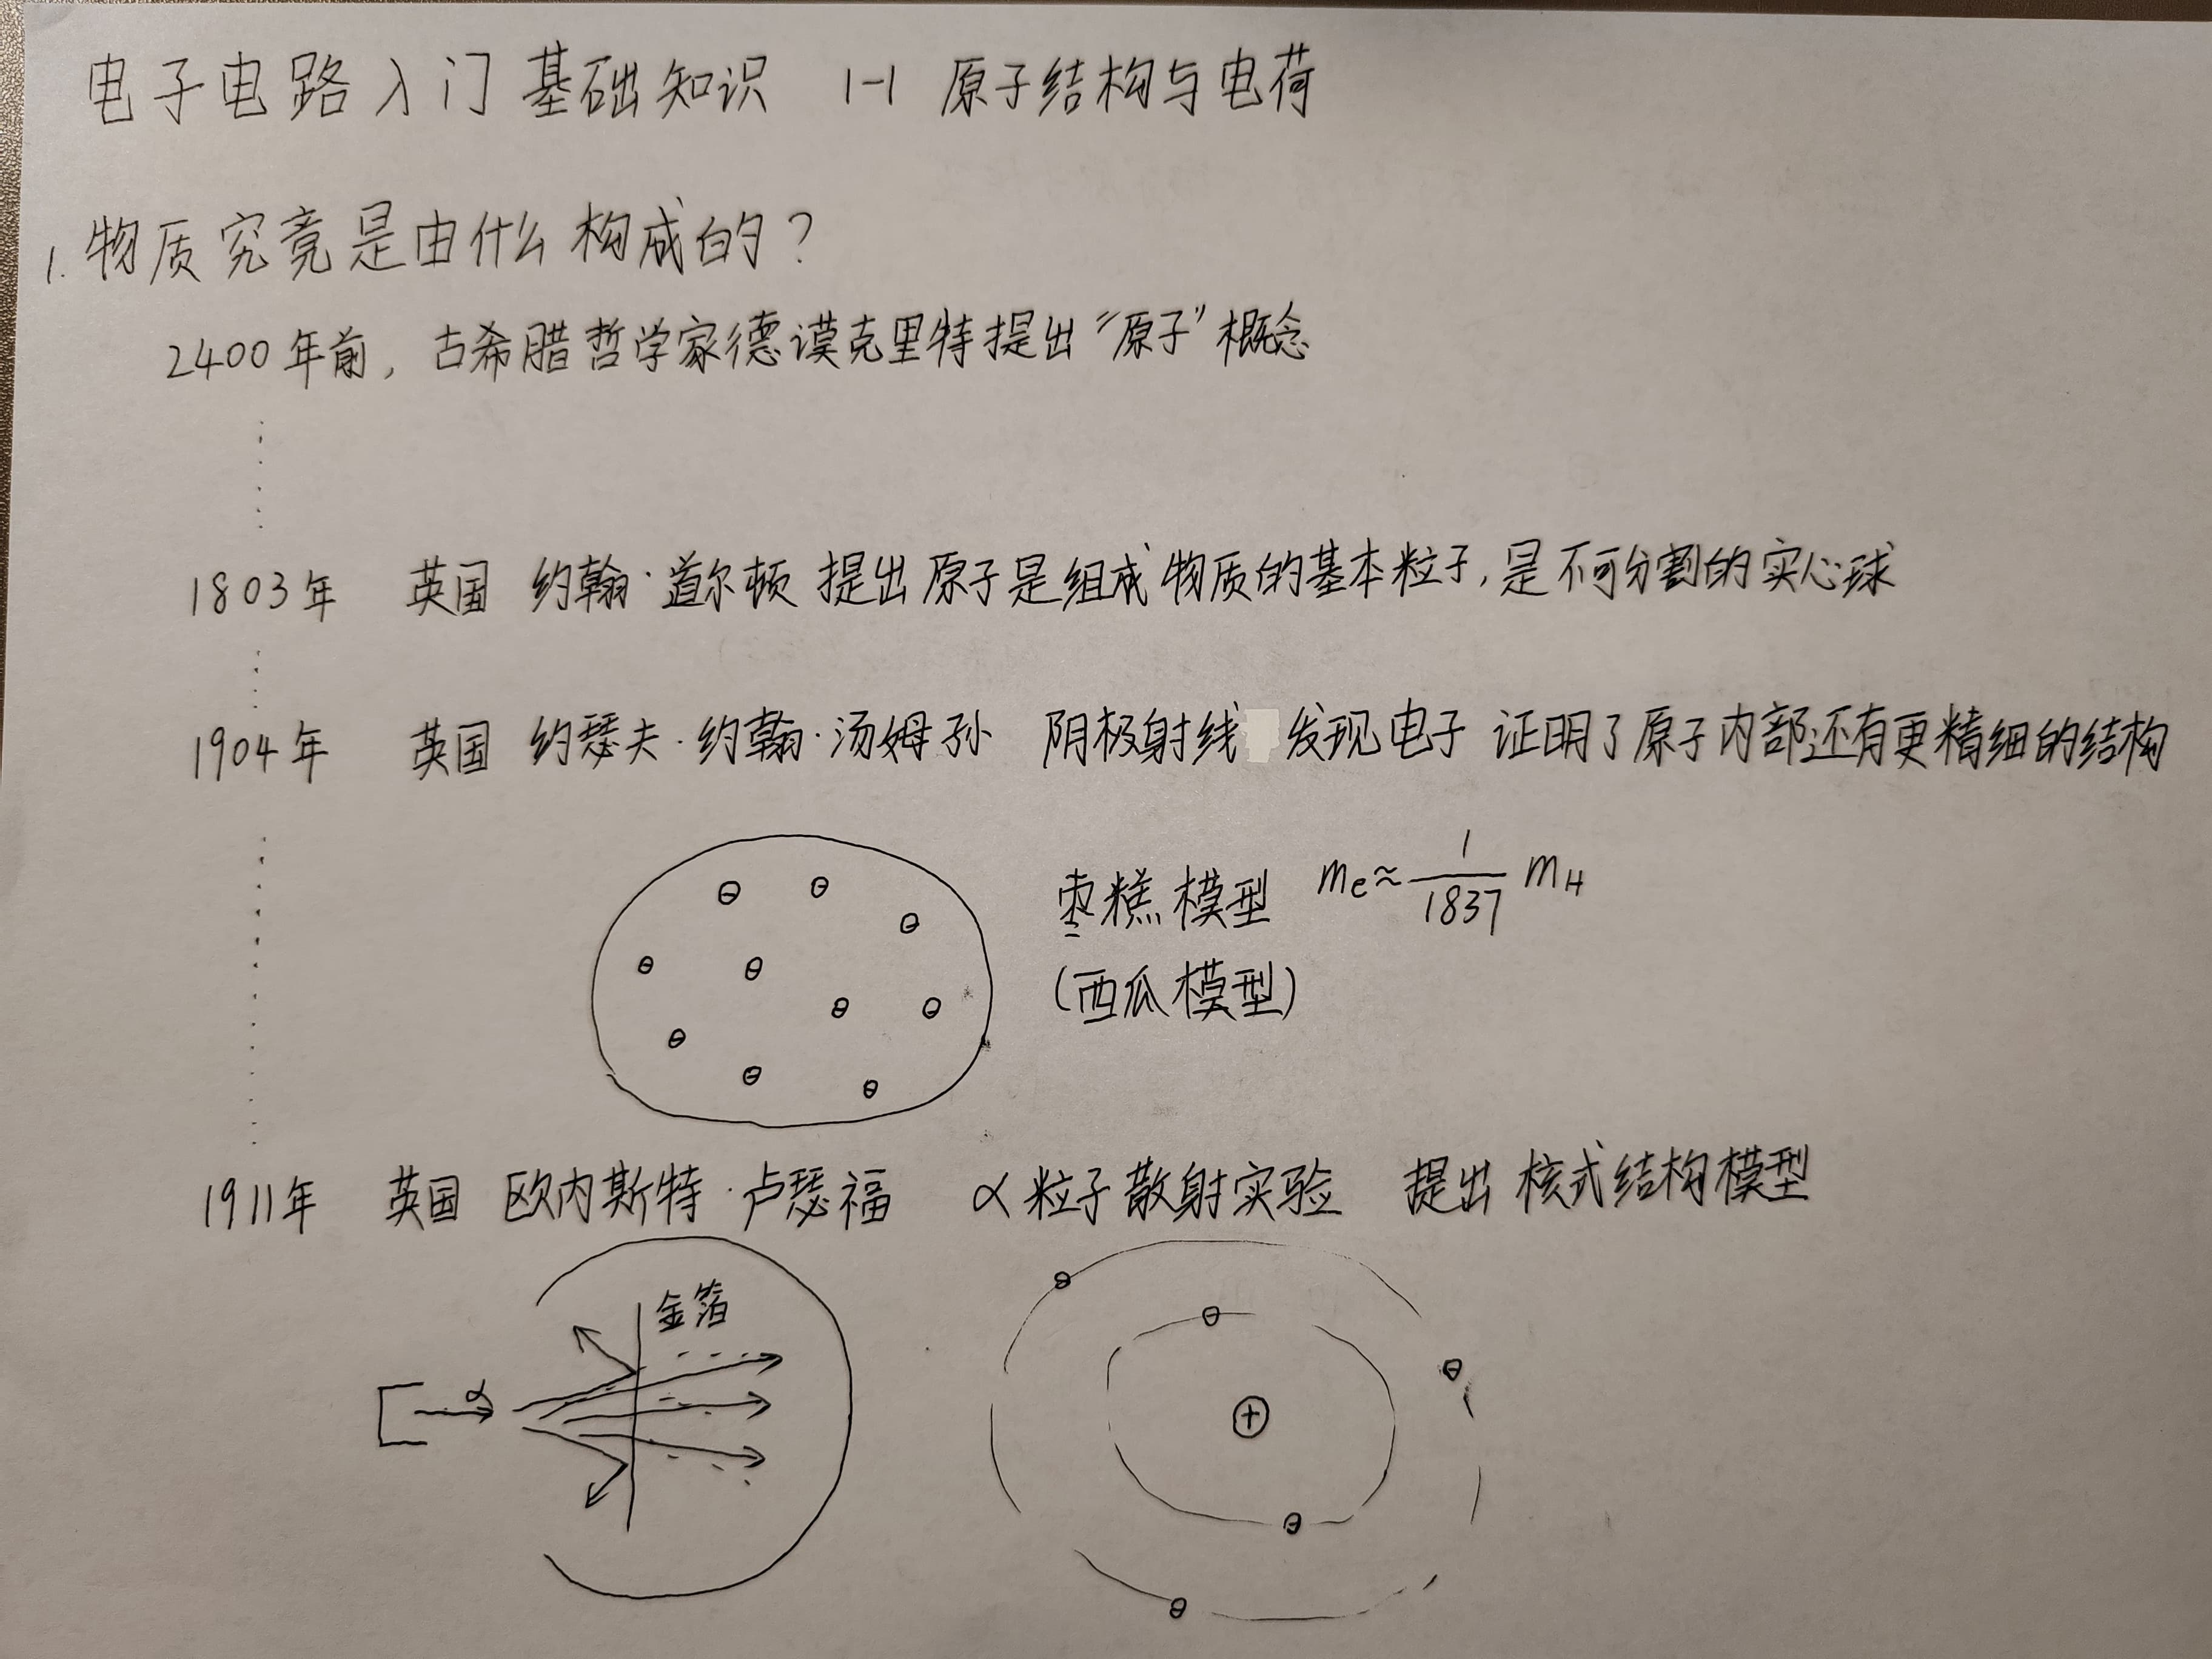 电子电路入门基础知识 1-1 原子结构与电荷
1. 物质究竟是由什么构成的？
2400年前，古希腊哲学家德谟克里特提出“原子”概念
1803年 英国 约翰·道尔顿 提出原子是组成物质的基本粒子，是不可分割的实心球
1904年 英国 约瑟夫·约翰·汤姆孙 阴极射线 发现电子 证明了原子内部还有更精细的结构
⊖ ⊖
⊖
⊖ ⊖
⊖ ⊖
⊖
⊖ ⊖
枣糕模型 me≈1/1837 mH
(西瓜模型)
1911年 英国 欧内斯特·卢瑟福 α粒子散射实验 提出核式结构模型
金箔
α
⊖
⊖
⊖
⊕
⊖
⊖